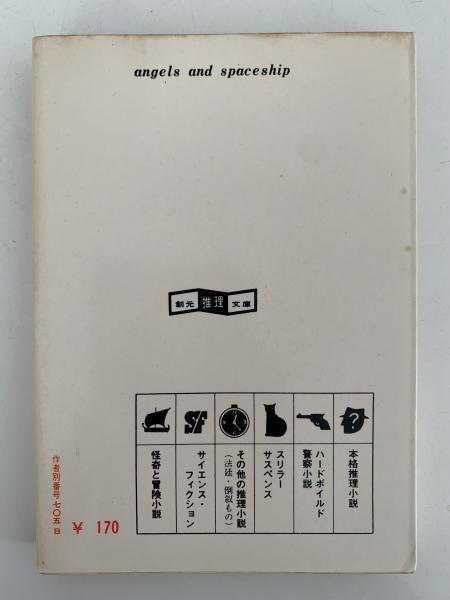 angels and spaceship
創元推理文庫
?
本格推理小説
ハードボイルド
警察小説
スリラー
サスペンス
その他の推理小説
(法廷・倒叙もの)
SF
サイエンス・
フィクション
怪奇と冒険小説
作者別番号七〇五 B
¥ 170